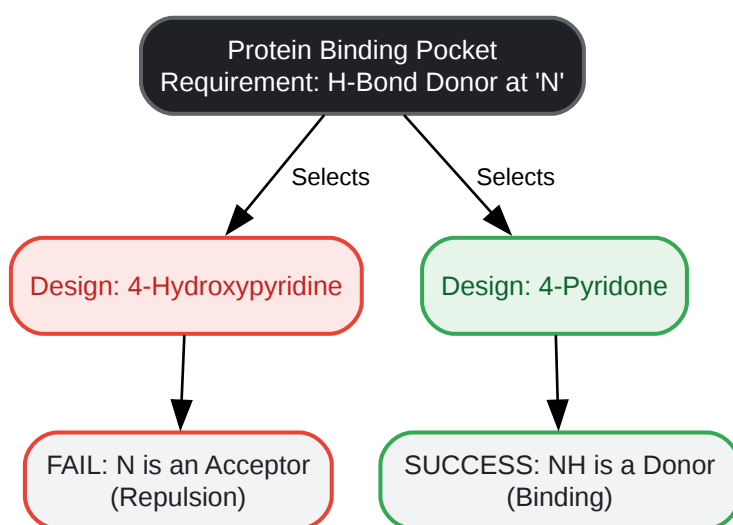 Protein Binding Pocket
Requirement: H-Bond Donor at 'N'
Selects
Selects
Design: 4-Hydroxypyridine
Design: 4-Pyridone
FAIL: N is an Acceptor
(Repulsion)
SUCCESS: NH is a Donor
(Binding)